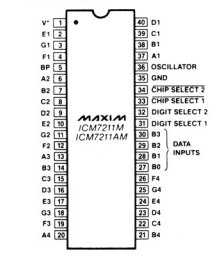 V+ 1 40 D1
E1 2 39 C1
G1 3 38 B1
F1 4 37 A1
BP 5 36 OSCILLATOR
A2 6 35 GND
B2 7 34 CHIP SELECT 2
C2 8 33 CHIP SELECT 1
D2 9 32 DIGIT SELECT 2
E2 10 31 DIGIT SELECT 1
MAXIM
ICM7211M
ICM7211AM
G2 11 30 B3
F2 12 29 B2
A3 13 28 B1
B3 14 27 B0
DATA
INPUTS
C3 15 26 F4
D3 16 25 G4
E3 17 24 E4
G3 18 23 D4
F3 19 22 C4
A4 20 21 B4